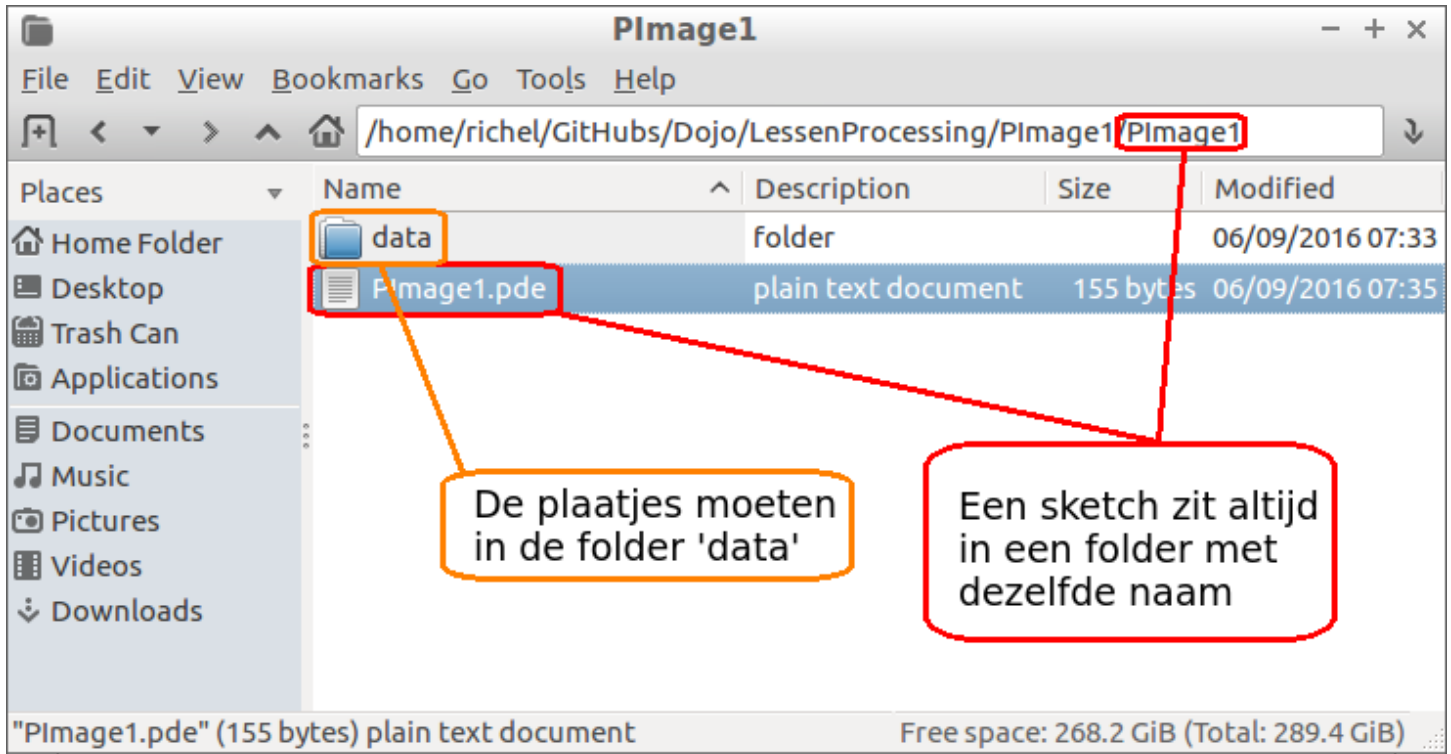 PImage1
File Edit View Bookmarks Go Tools Help
/home/richel/GitHubs/Dojo/LessenProcessing/PImage1/PImage1
Places Name Description Size Modified
Home Folder data folder 06/09/2016 07:33
Desktop PImage1.pde plain text document 155 bytes 06/09/2016 07:35
Trash Can
Applications
Documents
Music
Pictures
Videos
Downloads
De plaatjes moeten
in de folder 'data'
Een sketch zit altijd
in een folder met
dezelfde naam
"PImage1.pde" (155 bytes) plain text document Free space: 268.2 GiB (Total: 289.4 GiB)